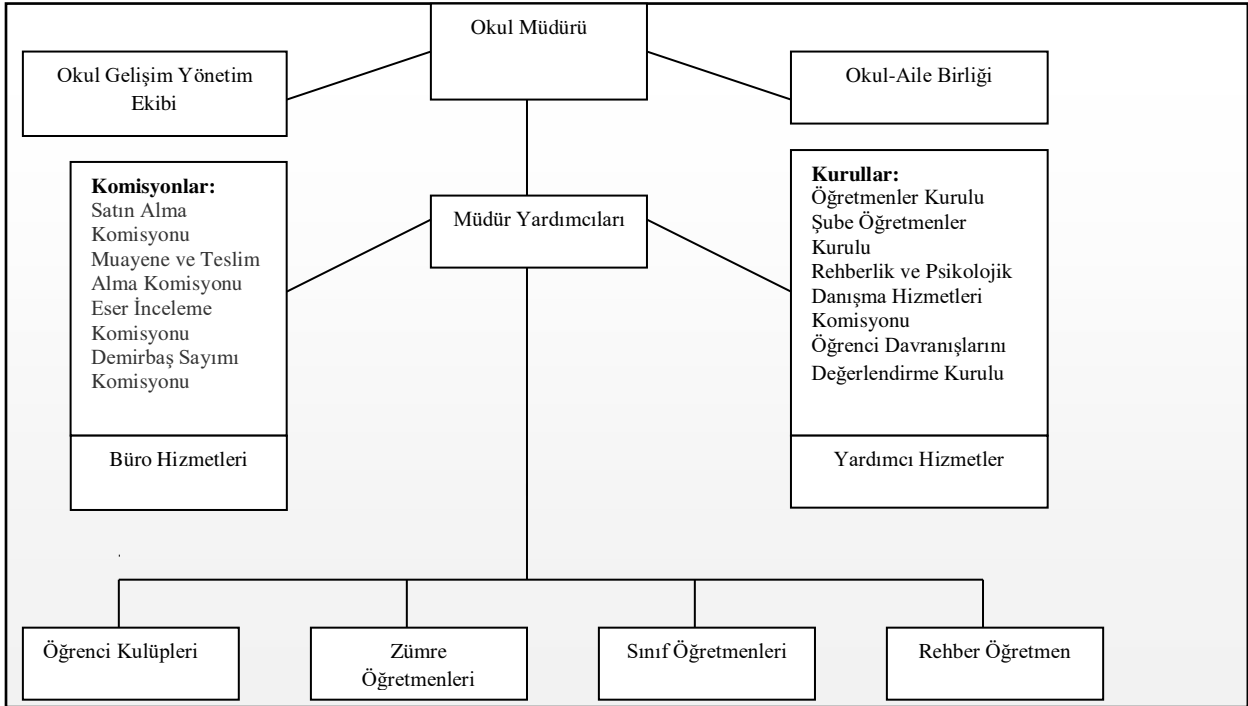 Okul Müdürü
Okul Gelişim Yönetim
Ekibi
Okul-Aile Birliği
Komisyonlar:
Satın Alma
Komisyonu
Muayene ve Teslim
Alma Komisyonu
Eser İnceleme
Komisyonu
Demirbaş Sayımı
Komisyonu
Müdür Yardımcıları
Kurullar:
Öğretmenler Kurulu
Şube Öğretmenler
Kurulu
Rehberlik ve Psikolojik
Danışma Hizmetleri
Komisyonu
Öğrenci Davranışlarını
Değerlendirme Kurulu
Büro Hizmetleri
Yardımcı Hizmetler
Öğrenci Kulüpleri
Zümre
Öğretmenleri
Sınıf Öğretmenleri
Rehber Öğretmen